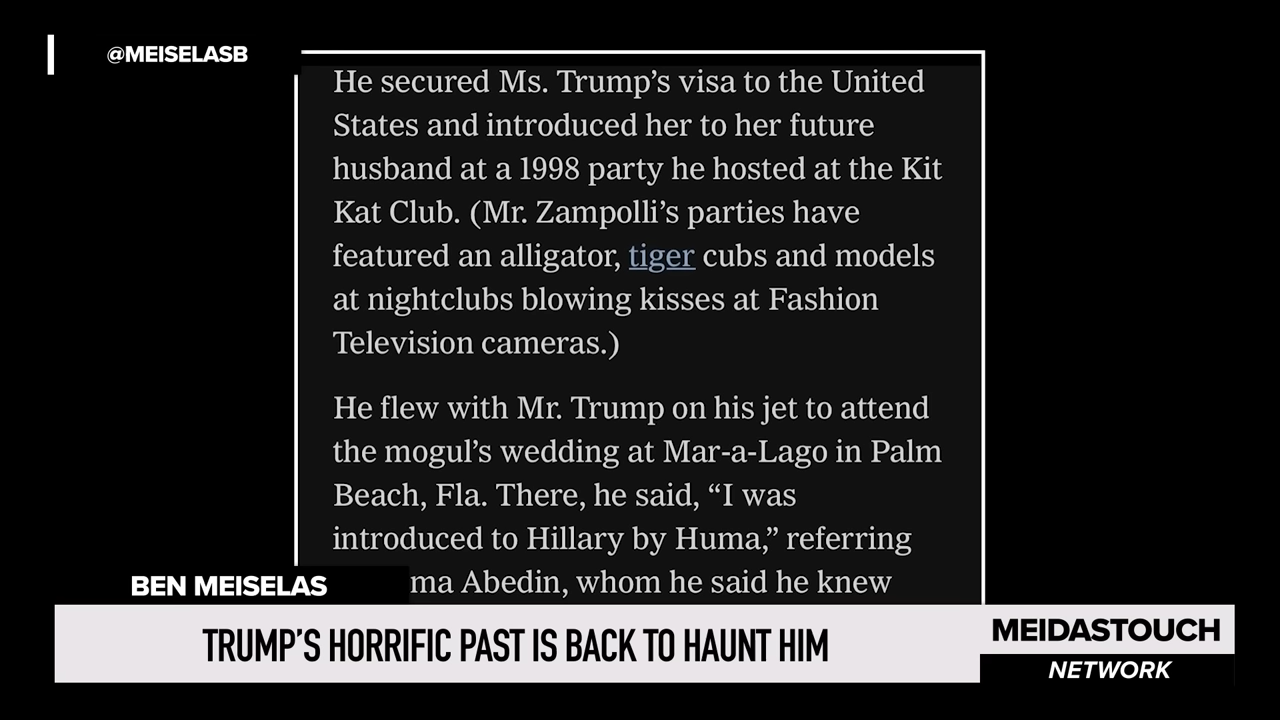 @MEISELASB
He secured Ms. Trump’s visa to the United
States and introduced her to her future
husband at a 1998 party he hosted at the Kit
Kat Club. (Mr. Zampolli’s parties have
featured an alligator, tiger cubs and models
at nightclubs blowing kisses at Fashion
Television cameras.)
He flew with Mr. Trump on his jet to attend
the mogul’s wedding at Mar-a-Lago in Palm
Beach, Fla. There, he said, “I was
introduced to Hillary by Huma,” referring
Abedin, whom he said he knew
BEN MEISELAS
TRUMP’S HORRIFIC PAST IS BACK TO HAUNT HIM
MEIDASTOUCH
NETWORK